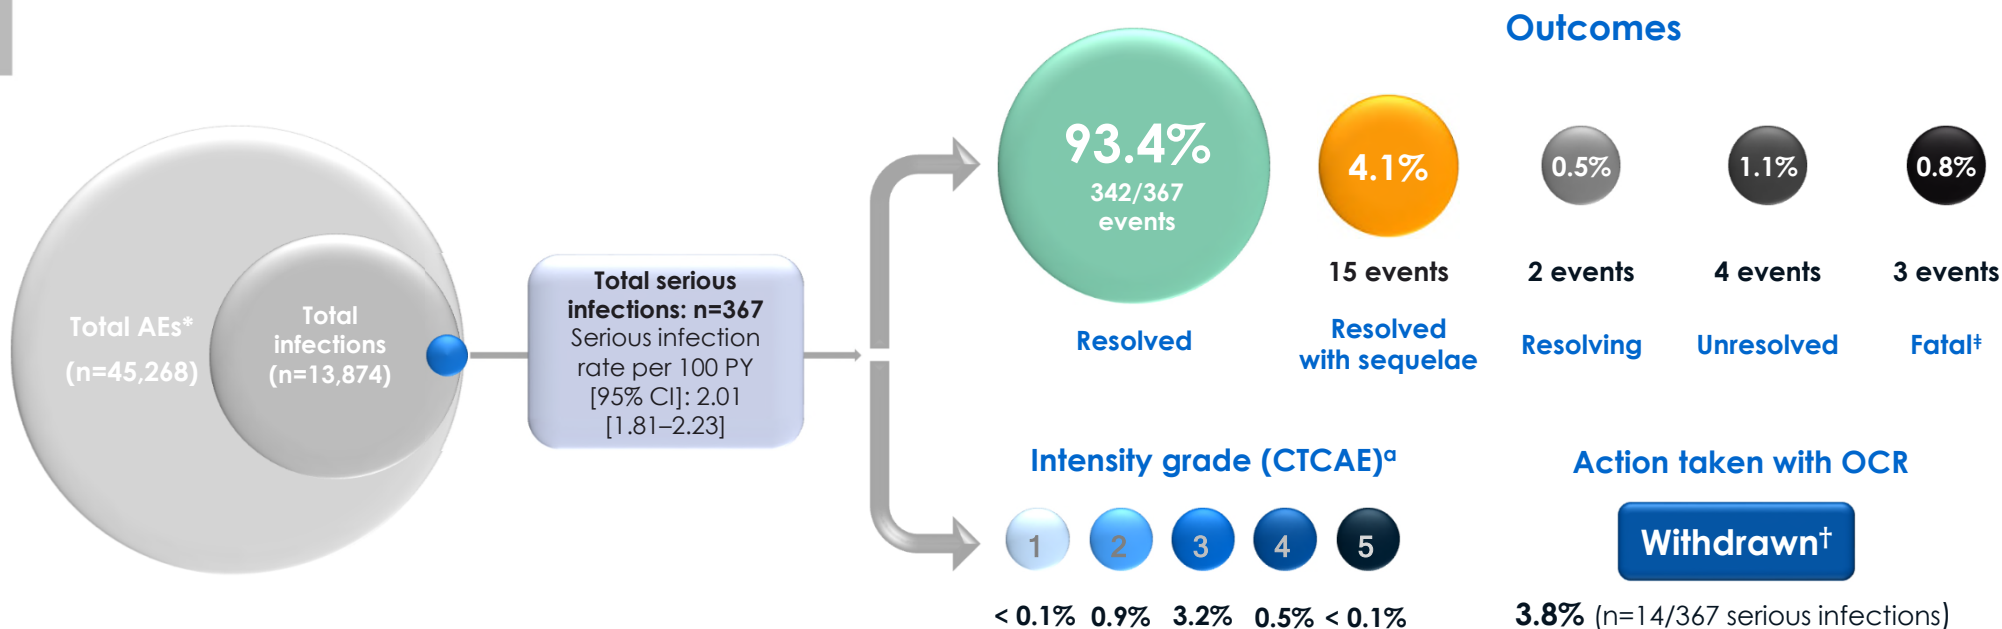 Outcomes
93.4%
342/367
events
4.1%
0.5%
1.1%
0.8%
15 events
2 events
4 events
3 events
Resolved
Resolved
with sequelae
Resolving
Unresolved
Fatal‡
Total AEs*
(n=45,268)
Total
infections
(n=13,874)
Total serious
infections: n=367
Serious infection
rate per 100 PY
[95% CI]: 2.01
[1.81–2.23]
Intensity grade (CTCAE)ᵃ
1
2
3
4
5
< 0.1%
0.9%
3.2%
0.5%
< 0.1%
Action taken with OCR
Withdrawn†
3.8% (n=14/367 serious infections)